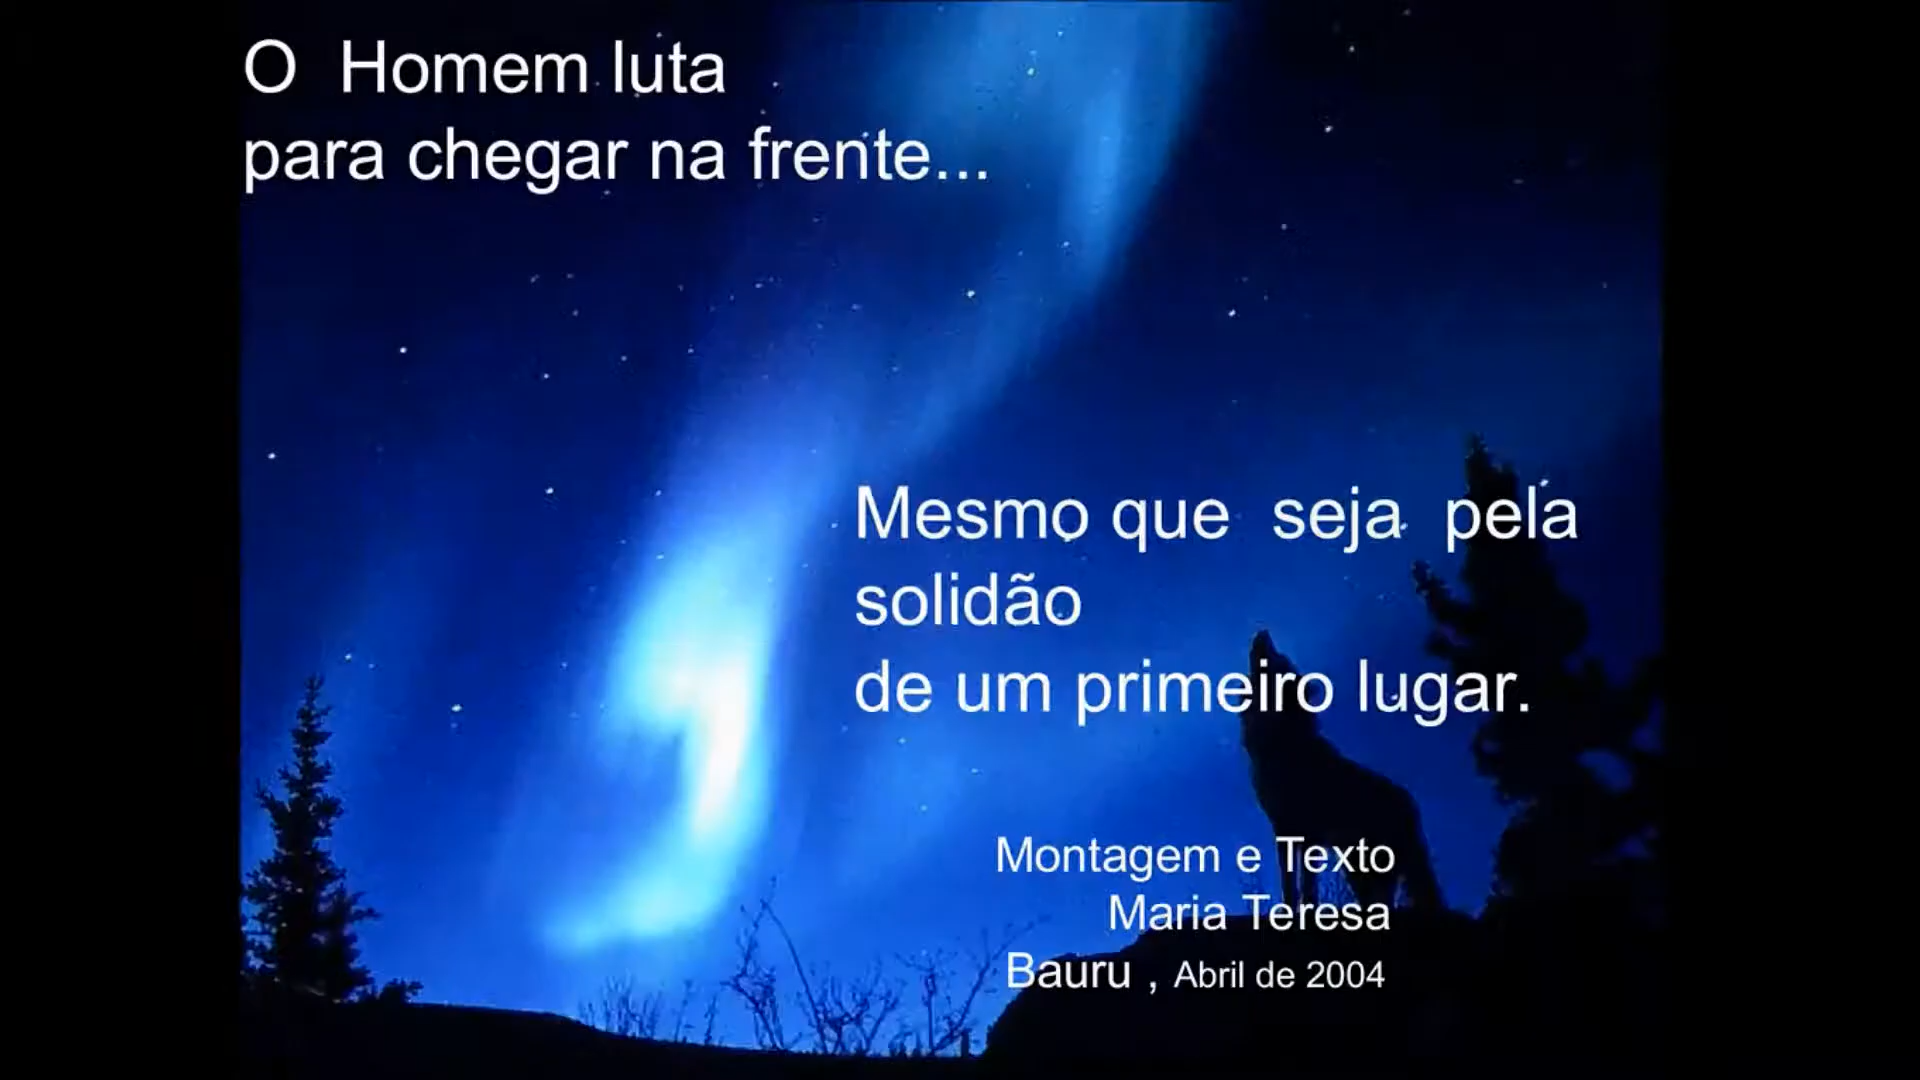 O Homem luta
para chegar na frente...
Mesmo que seja pela
solidão
de um primeiro lugar.
Montagem e Texto
Maria Teresa
Bauru , Abril de 2004